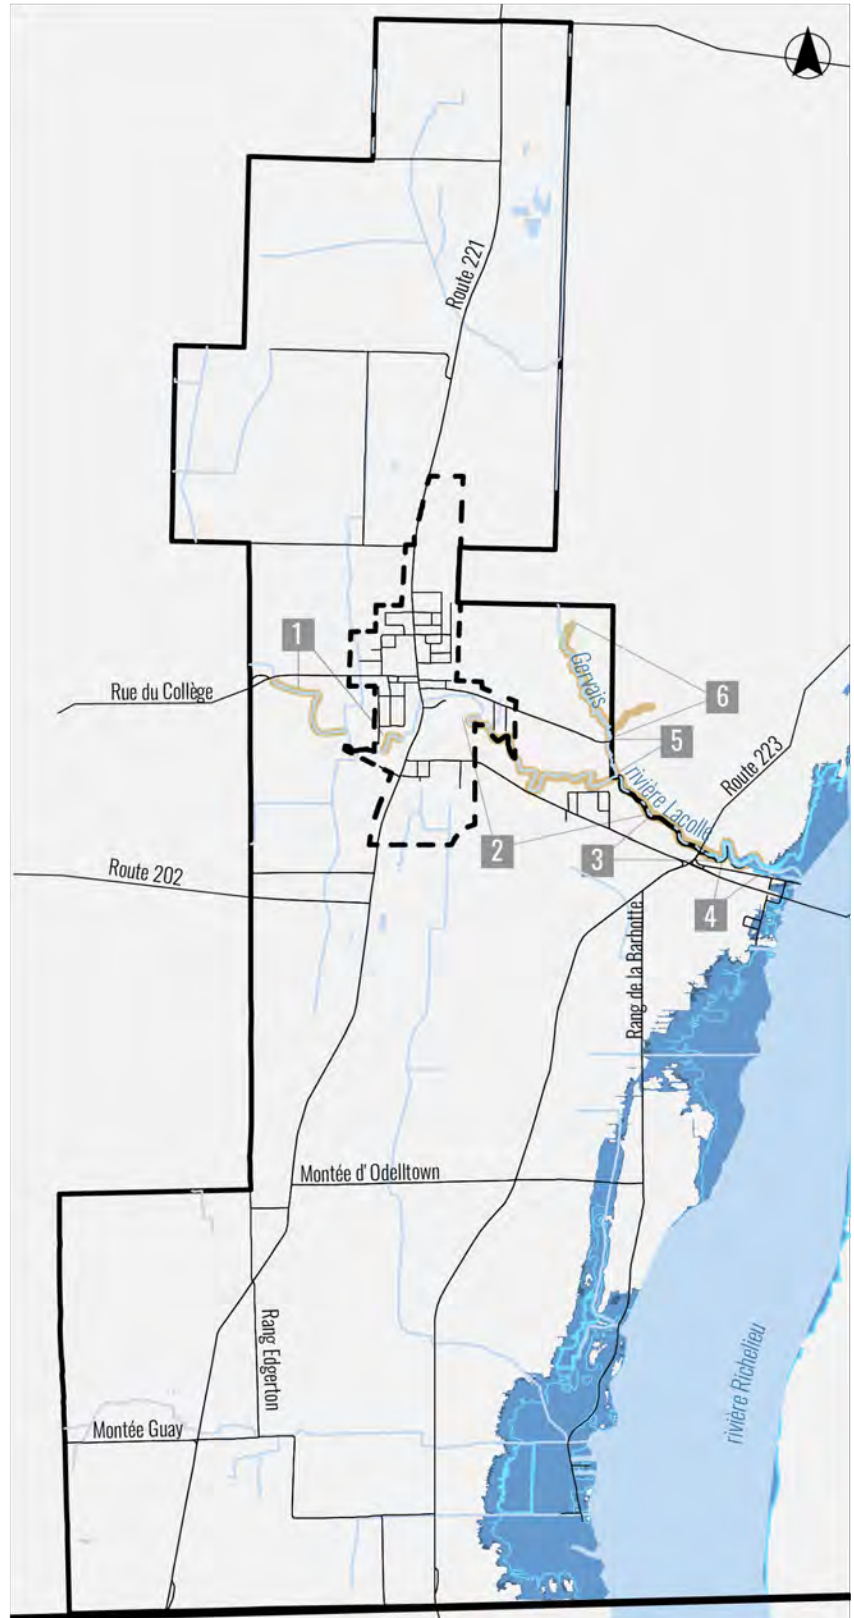 Route 221
1
Gervais
6
Rue du Collège
5
Route 223
rivière Lacolle
2
3
Route 202
4
Rang de la Barbotte
Montée d'Odelltown
Rang Edgerton
rivière Richelieu
Montée Guay